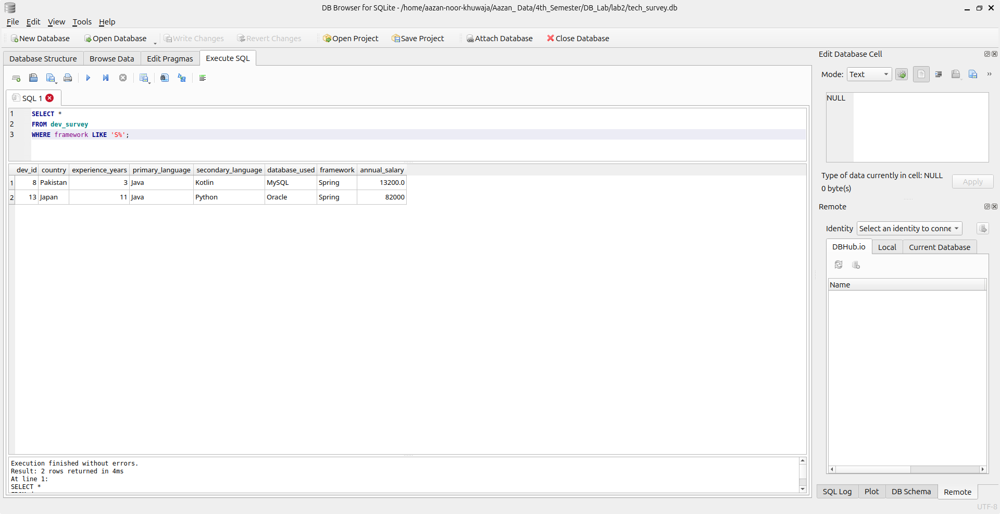 DB Browser for SQLite - /home/aazan-noor-khuwaja/Aazan_ Data/4th_Semester/DB_Lab/lab2/tech_survey.db
File Edit View Tools Help
New Database Open Database Write Changes Revert Changes Open Project Save Project Attach Database Close Database
Database Structure Browse Data Edit Pragmas Execute SQL
SQL 1
1 SELECT *
2 FROM dev_survey
3 WHERE framework LIKE 'S%';
dev_id country experience_years primary_language secondary_language database_used framework annual_salary
1 8 Pakistan 3 Java Kotlin MySQL Spring 13200.0
2 13 Japan 11 Java Python Oracle Spring 82000
Execution finished without errors.
Result: 2 rows returned in 4ms
At line 1:
SELECT *
Edit Database Cell
Mode: Text
NULL
Type of data currently in cell: NULL
0 byte(s)
Apply
Remote
Identity Select an identity to conne
DBHub.io Local Current Database
Name
SQL Log Plot DB Schema Remote
UTF-8